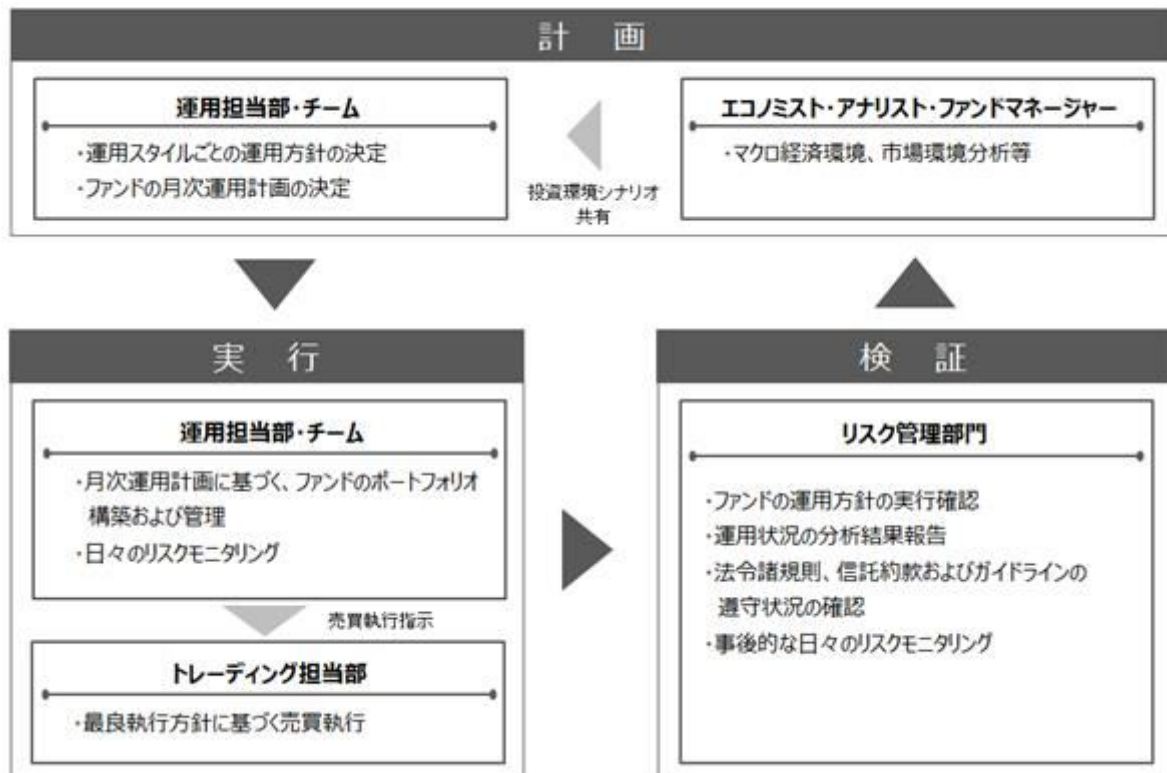 計 画
運用担当部・チーム
・運用スタイルごとの運用方針の決定
・ファンドの月次運用計画の決定
投資環境シナリオ
共有
エコノミスト・アナリスト・ファンドマネージャー
・マクロ経済環境、市場環境分析等
実 行
運用担当部・チーム
・月次運用計画に基づく、ファンドのポートフォリオ
構築および管理
・日々のリスクモニタリング
売買執行指示
トレーディング担当部
・最良執行方針に基づく売買執行
検 証
リスク管理部門
・ファンドの運用方針の実行確認
・運用状況の分析結果報告
・法令諸規則、信託約款およびガイドラインの
遵守状況の確認
・事後的な日々のリスクモニタリング